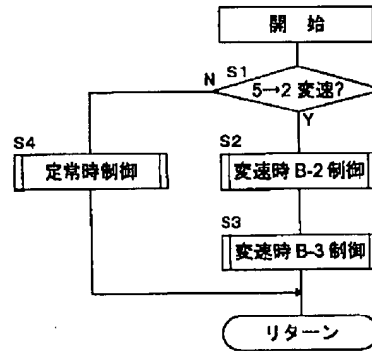 開 始
S1
N
5→2 変速?
Y
S4
定常時制御
S2
変速時 B-2 制御
S3
変速時 B-3 制御
リターン